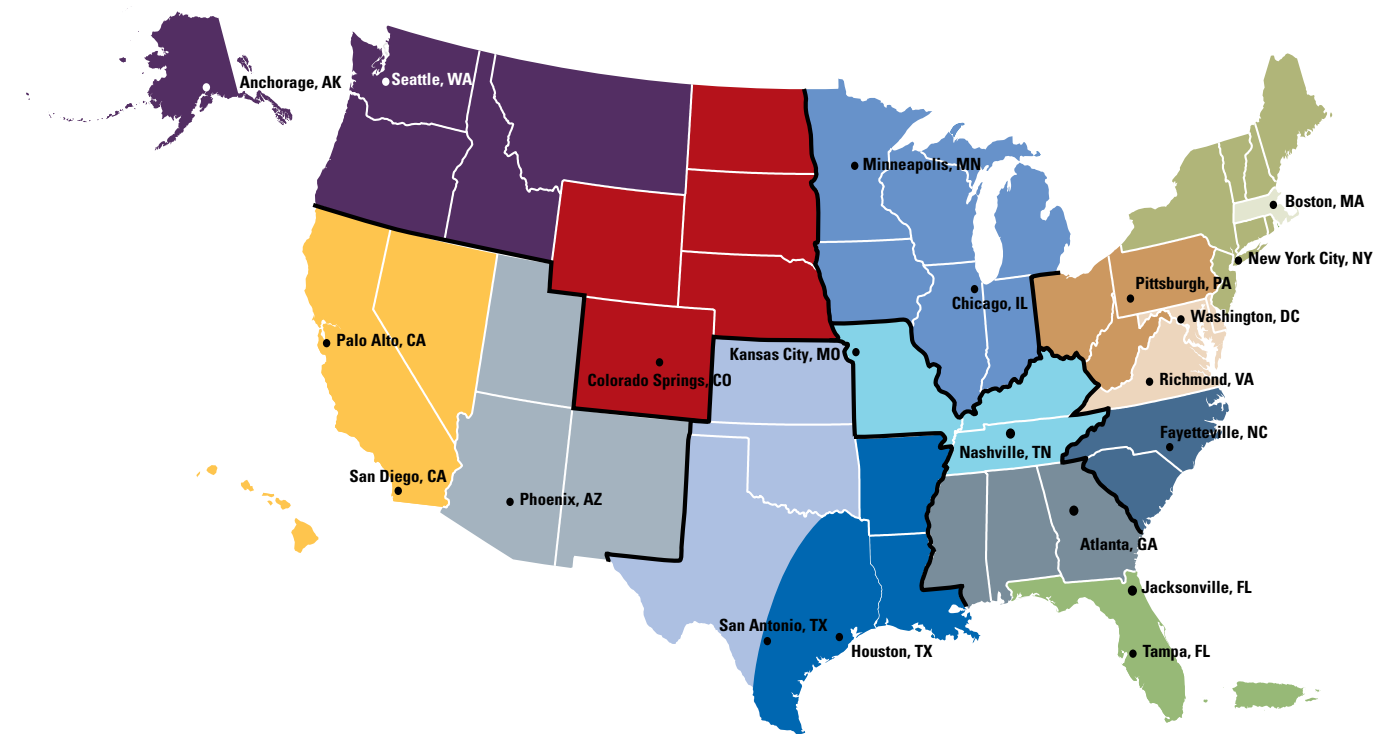 Anchorage, AK
Seattle, WA
Minneapolis, MN
Boston, MA
New York City, NY
Pittsburgh, PA
Chicago, IL
Washington, DC
Palo Alto, CA
Kansas City, MO
Colorado Springs, CO
Richmond, VA
Fayetteville, NC
Nashville, TN
San Diego, CA
Phoenix, AZ
Atlanta, GA
Jacksonville, FL
San Antonio, TX
Houston, TX
Tampa, FL